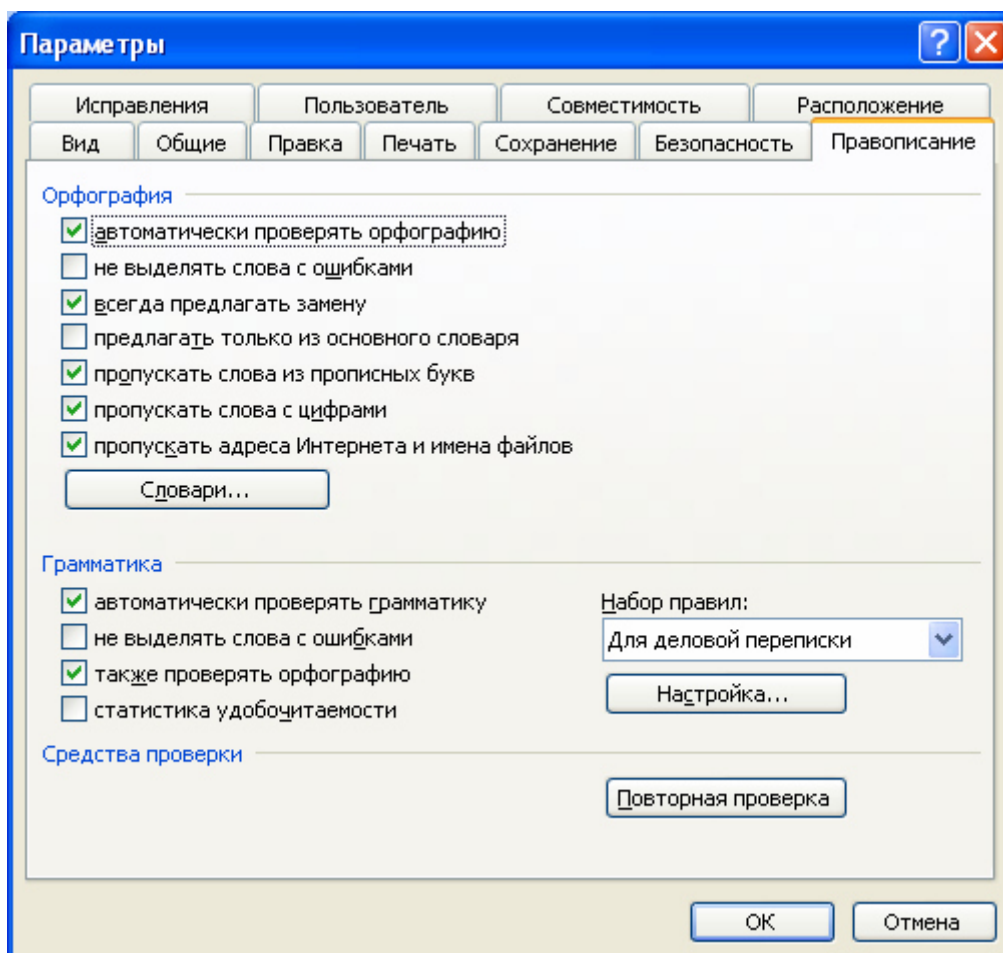 Параметры
Исправления Пользователь Совместимость Расположение
Вид Общие Правка Печать Сохранение Безопасность Правописание
Орфография
автоматически проверять орфографию
не выделять слова с ошибками
всегда предлагать замену
предлагать только из основного словаря
пропускать слова из прописных букв
пропускать слова с цифрами
пропускать адреса Интернета и имена файлов
Словари...
Грамматика
автоматически проверять грамматику Набор правил:
не выделять слова с ошибками Для деловой переписки
также проверять орфографию
статистика удобочитаемости Настройка...
Средства проверки
Повторная проверка
ОК Отмена